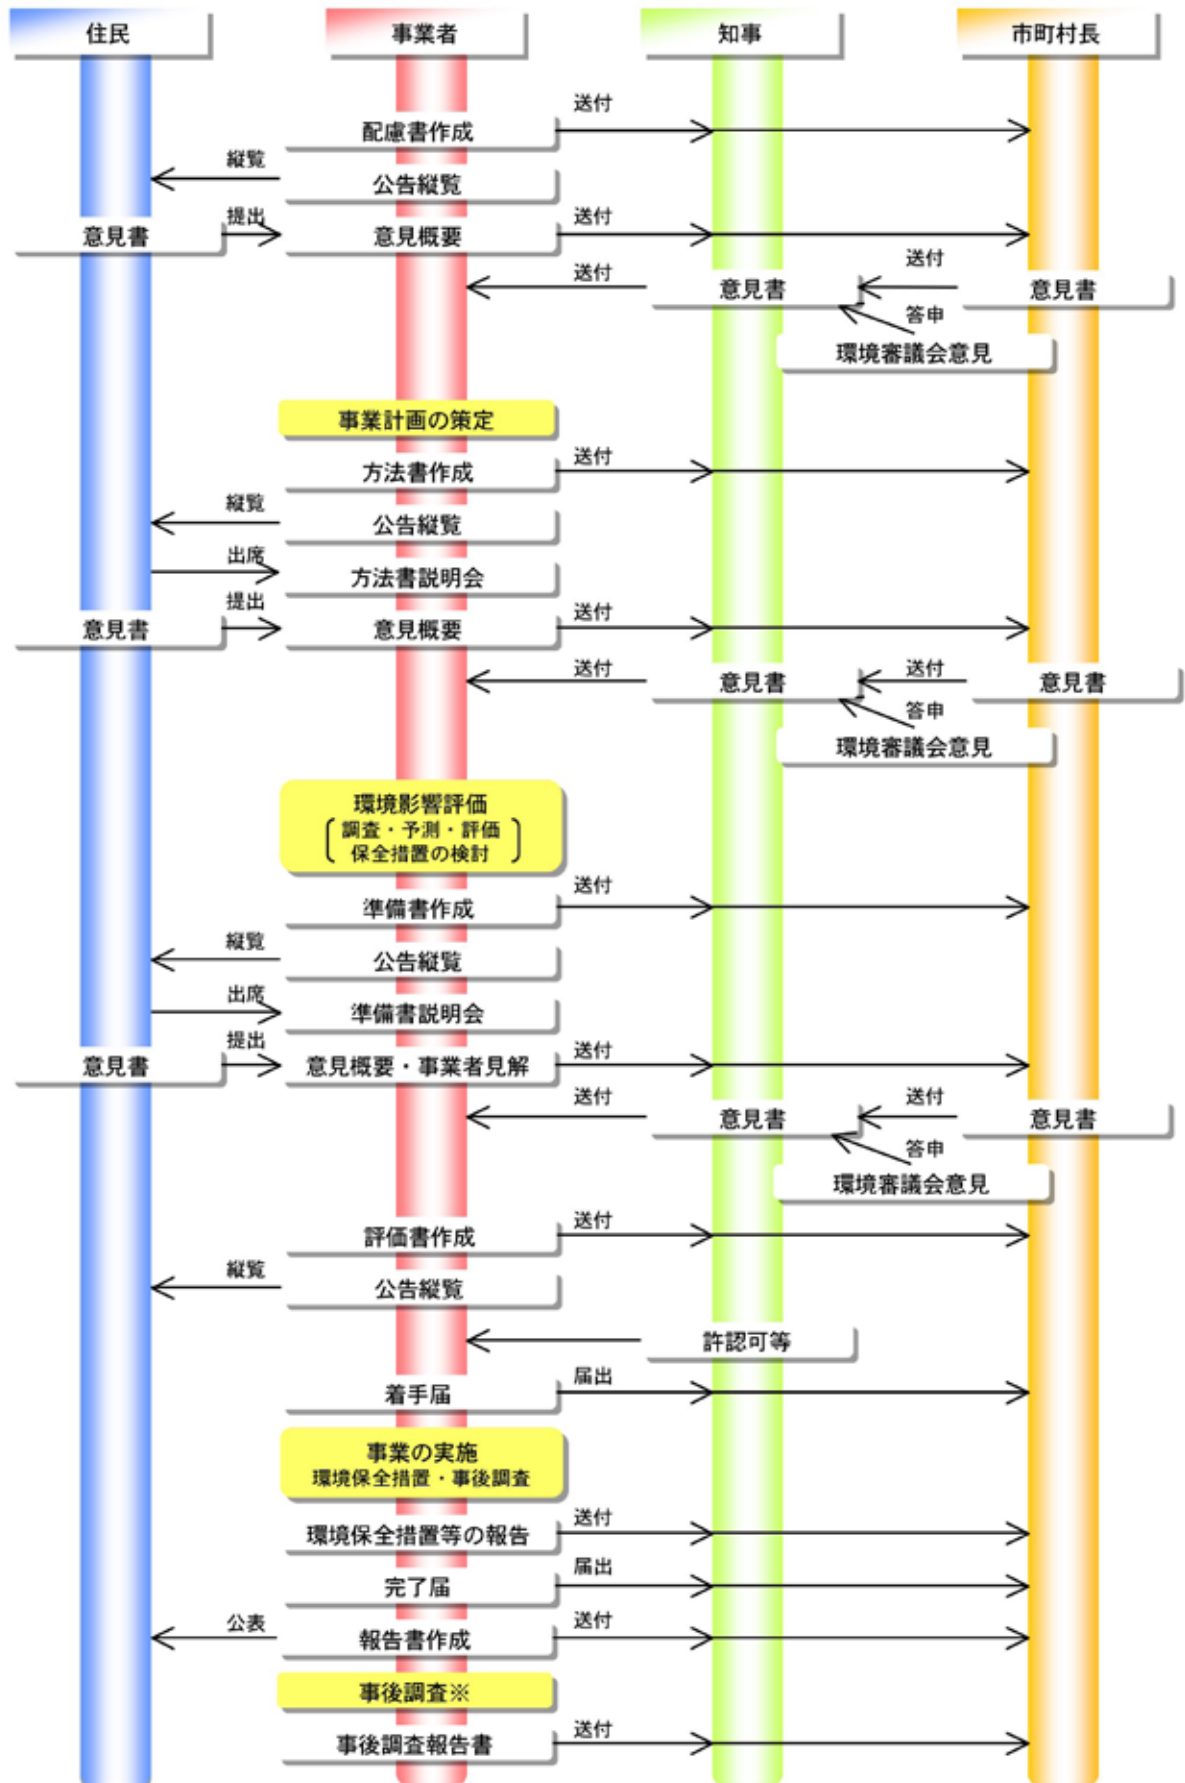 住民 事業者 知事 市町村長
送付
配慮書作成
縦覧
公告縦覧
提出 送付
意見書 意見概要
送付 送付
意見書 意見書
答申
環境審議会意見
事業計画の策定
送付
方法書作成
縦覧
公告縦覧
出席
方法書説明会
提出 送付
意見書 意見概要
送付 送付
意見書 意見書
答申
環境審議会意見
環境影響評価
調査・予測・評価
保全措置の検討
送付
準備書作成
縦覧
公告縦覧
出席
準備書説明会
提出 送付
意見書 意見概要・事業者見解
送付 送付
意見書 意見書
答申
環境審議会意見
送付
評価書作成
縦覧
公告縦覧
許認可等
届出
着手届
事業の実施
環境保全措置・事後調査
送付
環境保全措置等の報告
届出
完了届
公表 送付
報告書作成
事後調査※
送付
事後調査報告書